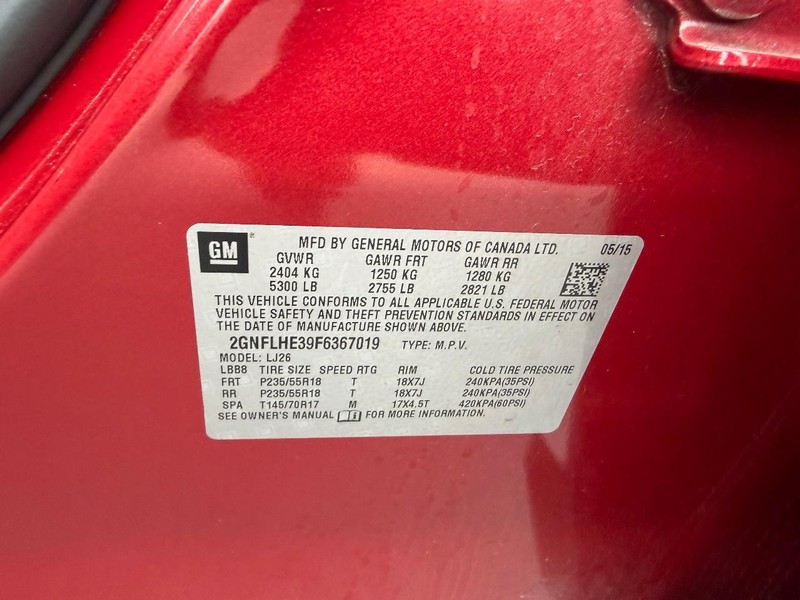 GM
MFD BY GENERAL MOTORS OF CANADA LTD. 05/15
GVWR GAWR FRT GAWR RR
2404 KG 1250 KG 1280 KG
5300 LB 2755 LB 2821 LB
THIS VEHICLE CONFORMS TO ALL APPLICABLE U.S. FEDERAL MOTOR
VEHICLE SAFETY AND THEFT PREVENTION STANDARDS IN EFFECT ON
THE DATE OF MANUFACTURE SHOWN ABOVE.
2GNFLHE39F6367019 TYPE: M.P.V.
MODEL: LJ26
LBB8 TIRE SIZE SPEED RTG RIM COLD TIRE PRESSURE
FRT P235/55R18 T 18X7J 240KPA(35PSI)
RR P235/55R18 T 18X7J 240KPA(35PSI)
SPA T145/70R17 M 17X4.5T 420KPA(60PSI)
SEE OWNER'S MANUAL i FOR MORE INFORMATION.